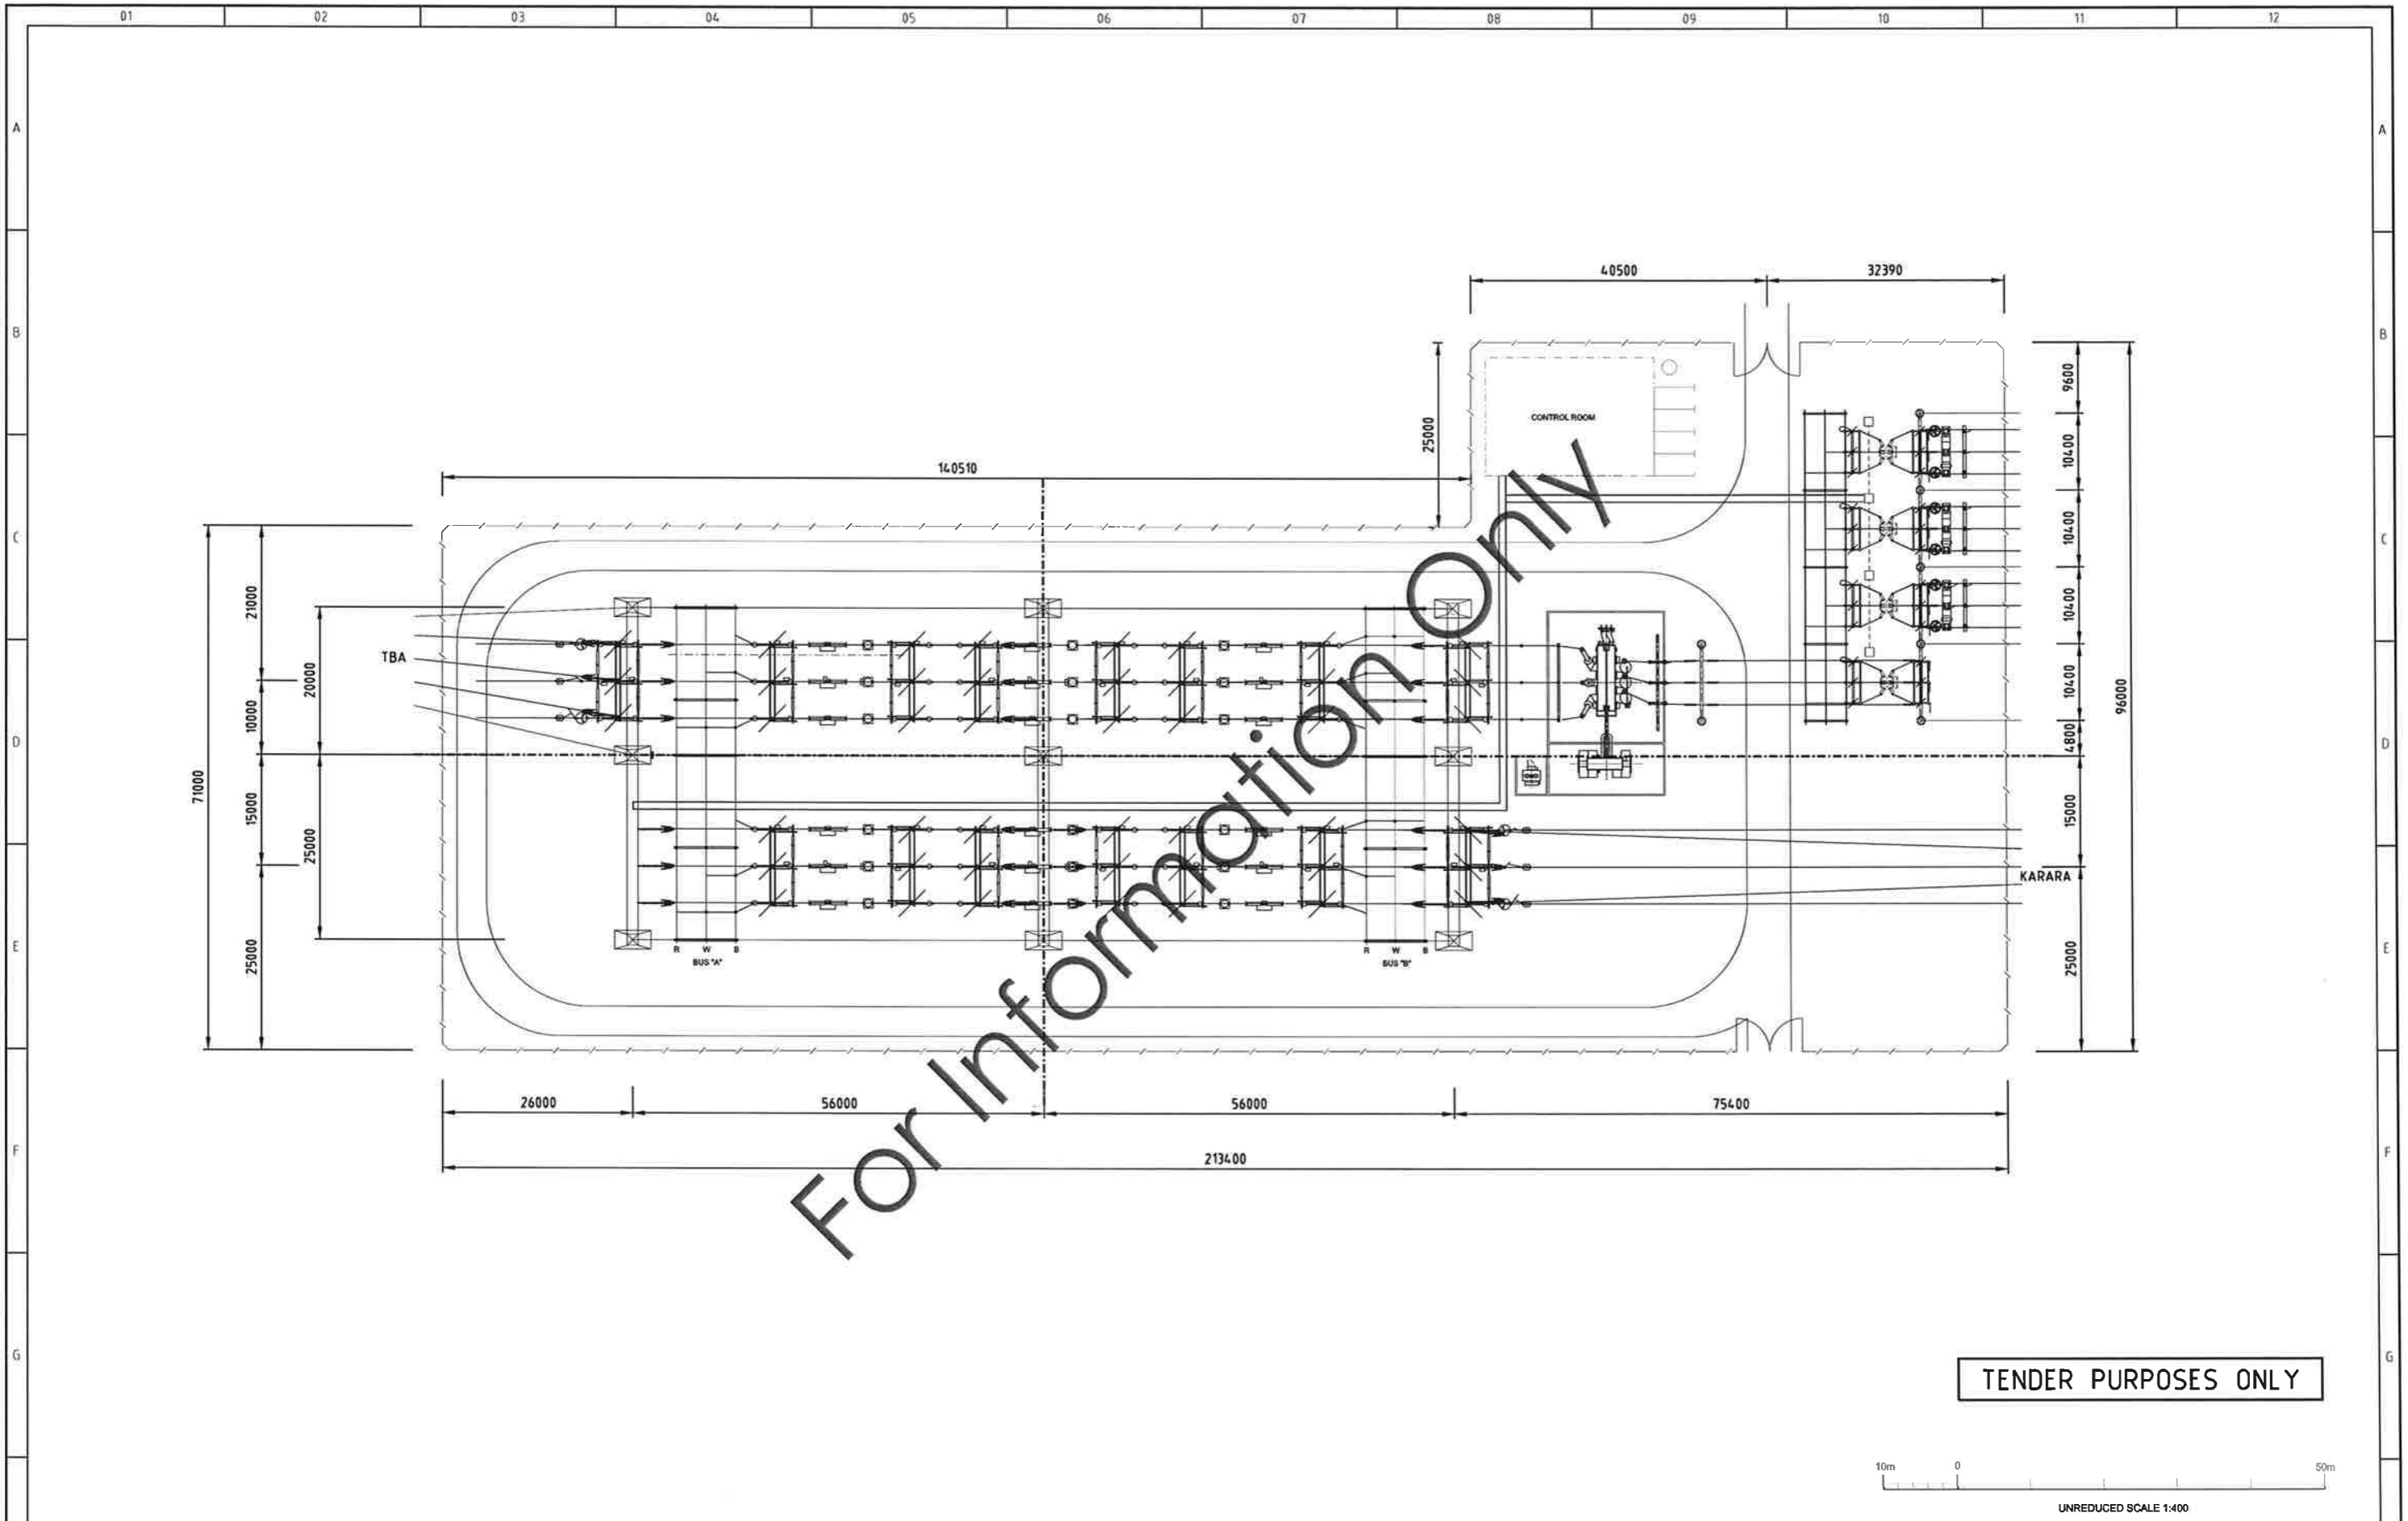 01 02 03 04 05 06 07 08 09 10 11 12
A A
B B
C C
D D
E E
F F
G G
40500 32390
25000
CONTROL ROOM
140510
9600
10400
10400
10400
10400
4800
15000
25000
96000
71000
21000
10000
15000
25000
20000
25000
TBA
KARARA
R W B
BUS "A"
R W B
BUS "B"
26000 56000 56000 75400
213400
For Information Only
TENDER PURPOSES ONLY
10m 0 50m
UNREDUCED SCALE 1:400